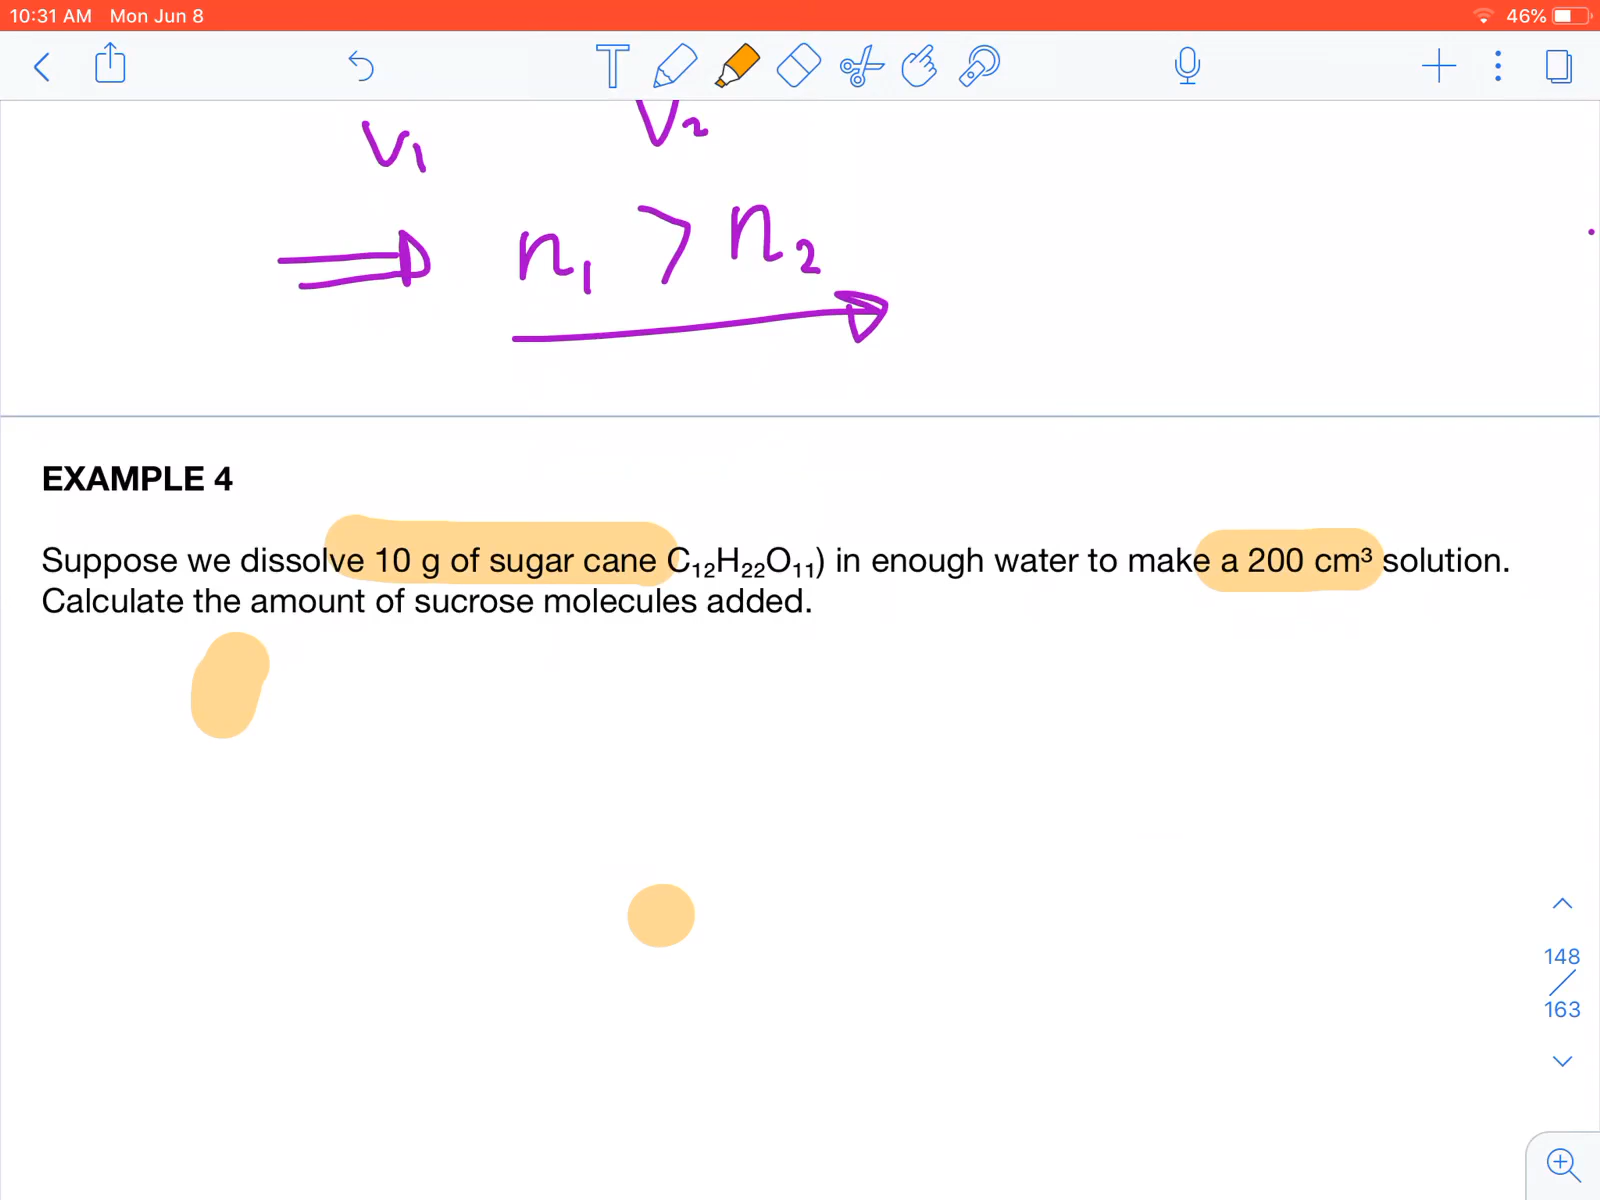 10:31 AM Mon Jun 8 46%
T
V₁ V₂
n₁ > n₂
EXAMPLE 4
Suppose we dissolve 10 g of sugar cane C₁₂H₂₂O₁₁) in enough water to make a 200 cm³ solution.
Calculate the amount of sucrose molecules added.
148
163